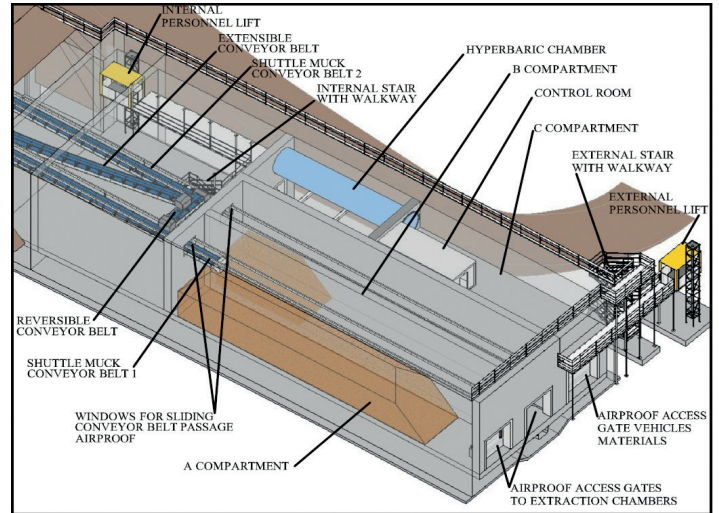 INTERNAL
PERSONNEL LIFT
EXTENSIBLE
CONVEYOR BELT
SHUTTLE MUCK
CONVEYOR BELT 2
INTERNAL STAIR
WITH WALKWAY
HYPERBARIC CHAMBER
B COMPARTMENT
CONTROL ROOM
C COMPARTMENT
EXTERNAL STAIR
WITH WALKWAY
EXTERNAL
PERSONNEL LIFT
REVERSIBLE
CONVEYOR BELT
SHUTTLE MUCK
CONVEYOR BELT 1
WINDOWS FOR SLIDING
CONVEYOR BELT PASSAGE
AIRPROOF
A COMPARTMENT
AIRPROOF ACCESS
GATE VEHICLES
MATERIALS
AIRPROOF ACCESS GATES
TO EXTRACTION CHAMBERS